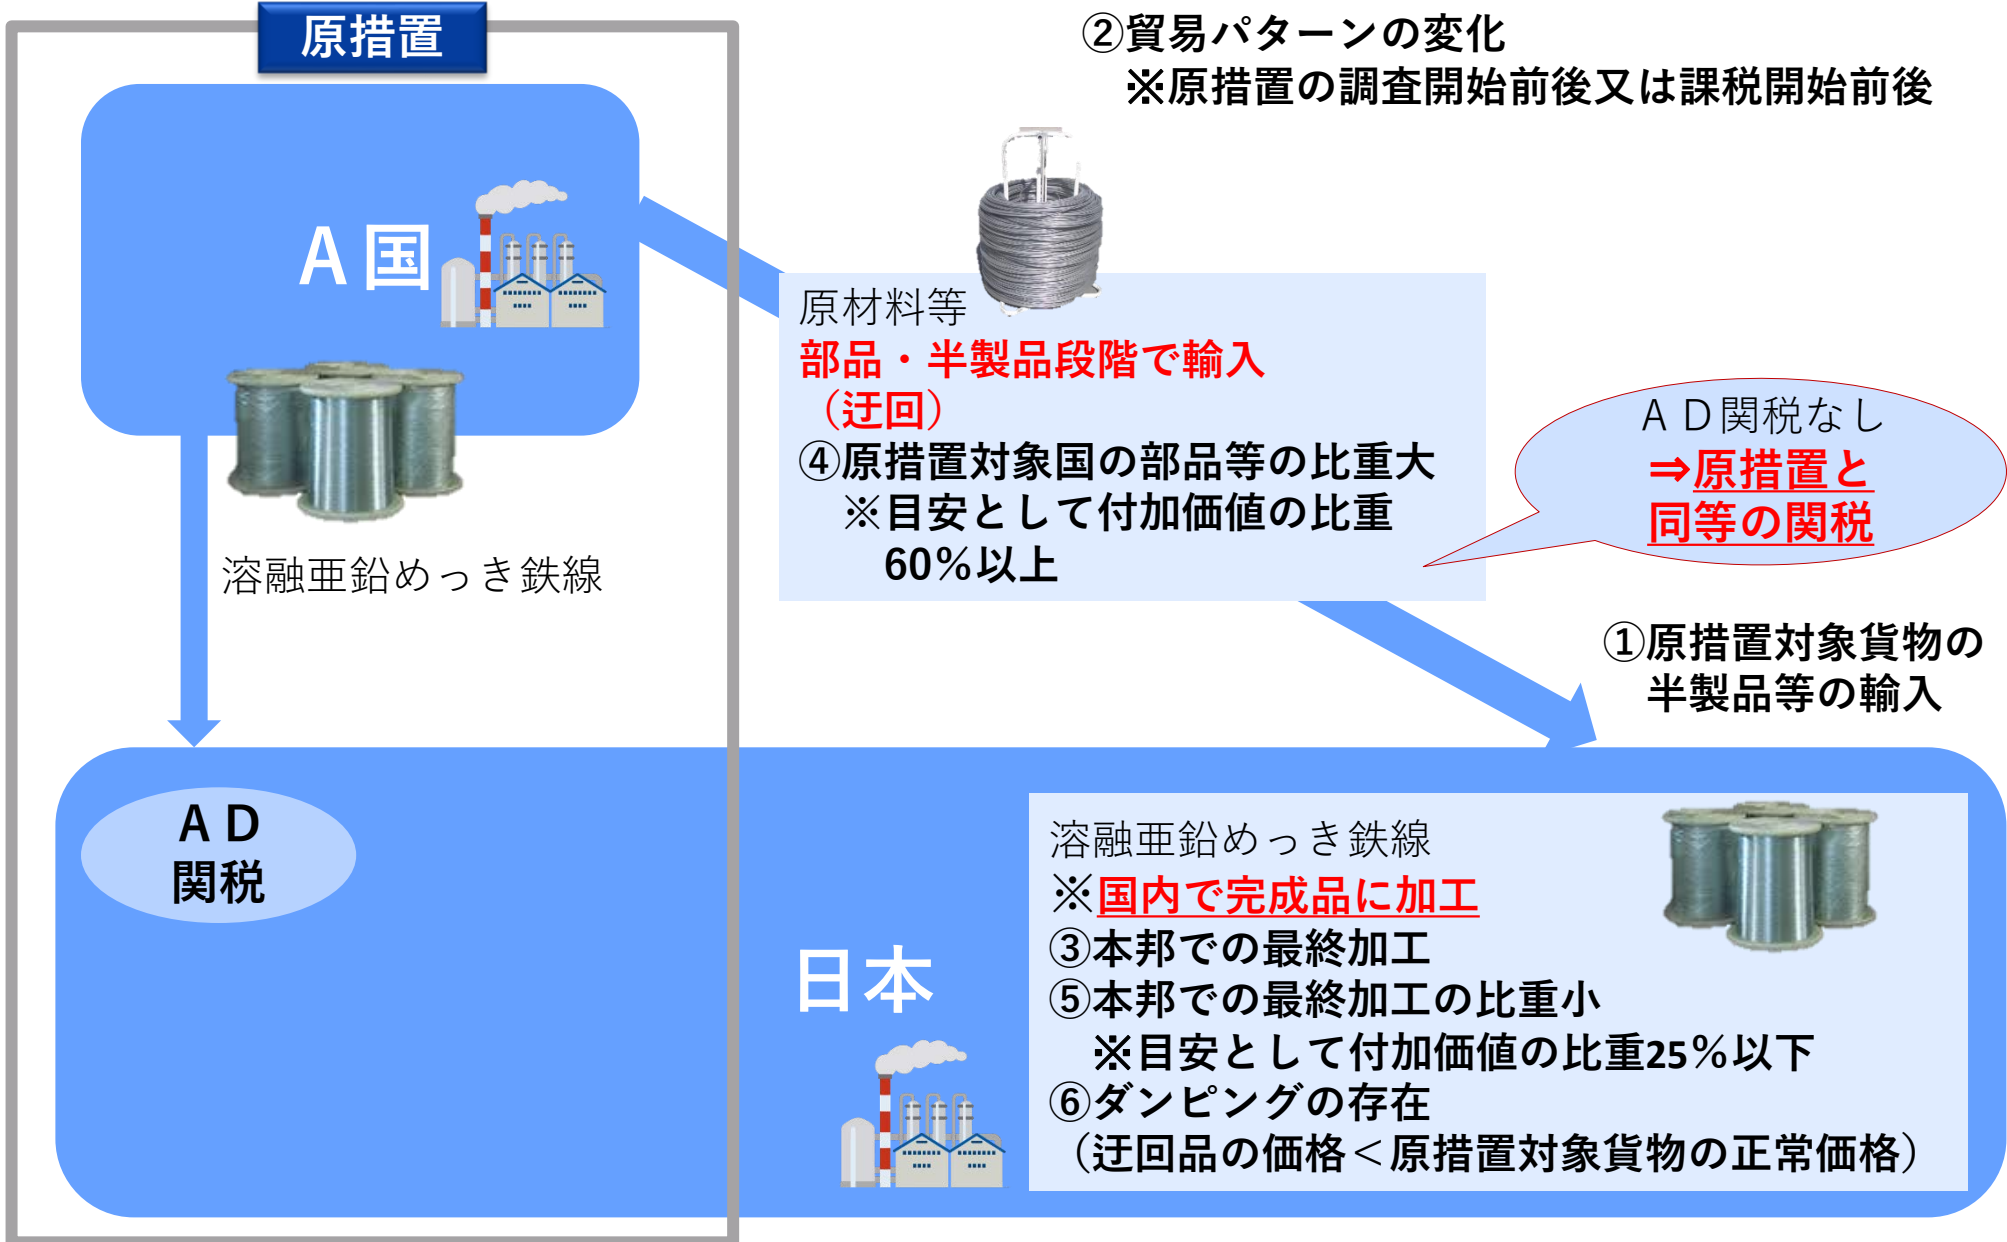 原措置
②貿易パターンの変化
※原措置の調査開始前後又は課税開始前後
A国
原材料等
部品・半製品段階で輸入
（迂回）
④原措置対象国の部品等の比重大
※目安として付加価値の比重
60％以上
ＡＤ関税なし
⇒原措置と
同等の関税
溶融亜鉛めっき鉄線
①原措置対象貨物の
半製品等の輸入
ＡＤ
関税
日本
溶融亜鉛めっき鉄線
※国内で完成品に加工
③本邦での最終加工
⑤本邦での最終加工の比重小
※目安として付加価値の比重25％以下
⑥ダンピングの存在
（迂回品の価格＜原措置対象貨物の正常価格）